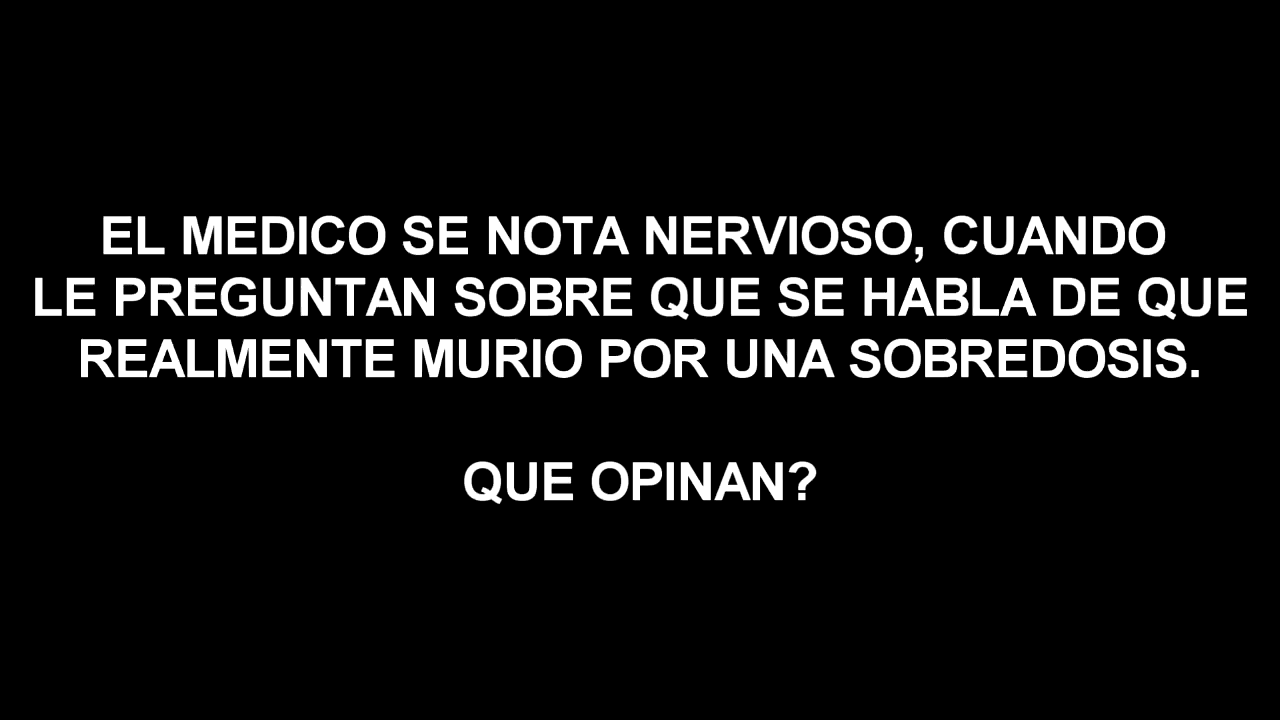 EL MEDICO SE NOTA NERVIOSO, CUANDO
LE PREGUNTAN SOBRE QUE SE HABLA DE QUE
REALMENTE MURIO POR UNA SOBREDOSIS.
QUE OPINAN?